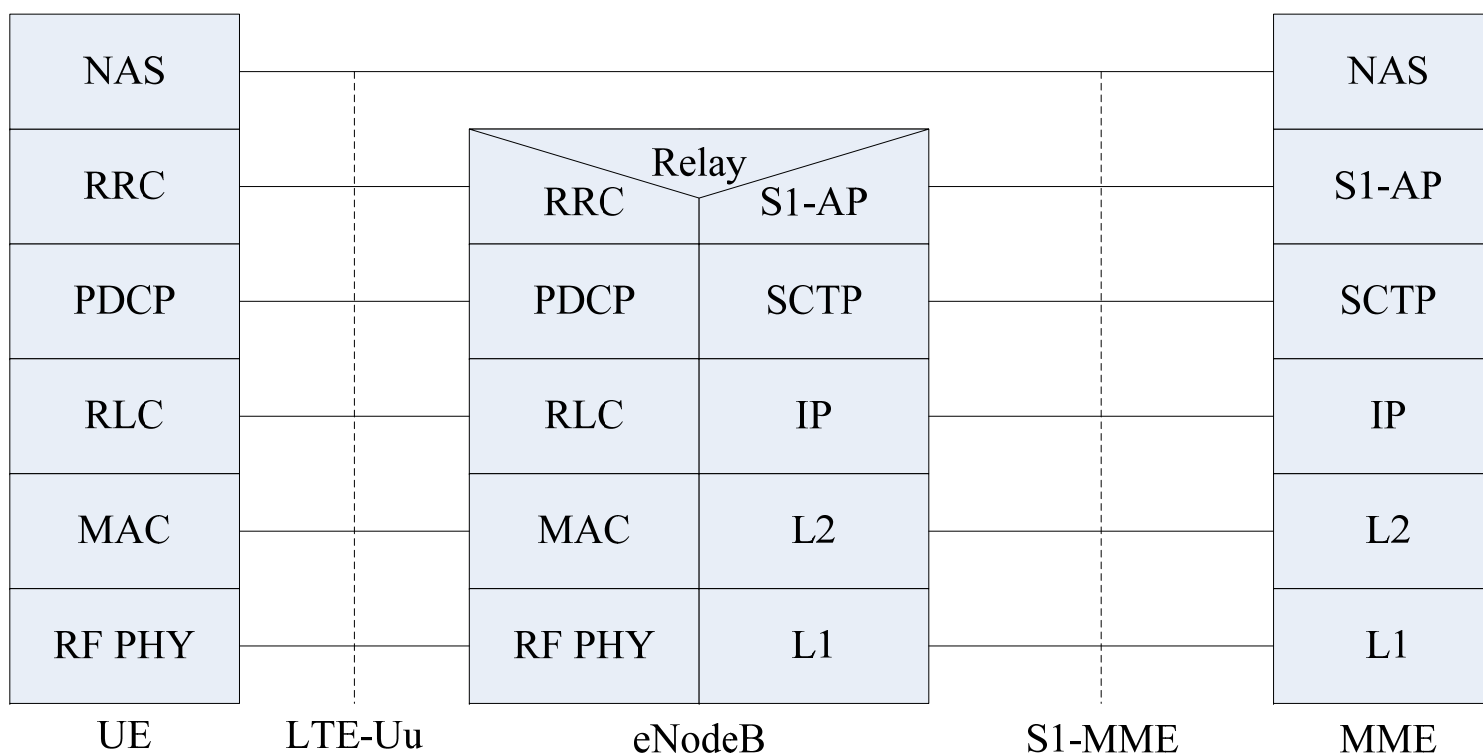 NAS
NAS
Relay
RRC
RRC
S1-AP
S1-AP
PDCP
PDCP
SCTP
SCTP
RLC
RLC
IP
IP
MAC
MAC
L2
L2
RF PHY
RF PHY
L1
L1
UE
LTE-Uu
eNodeB
S1-MME
MME